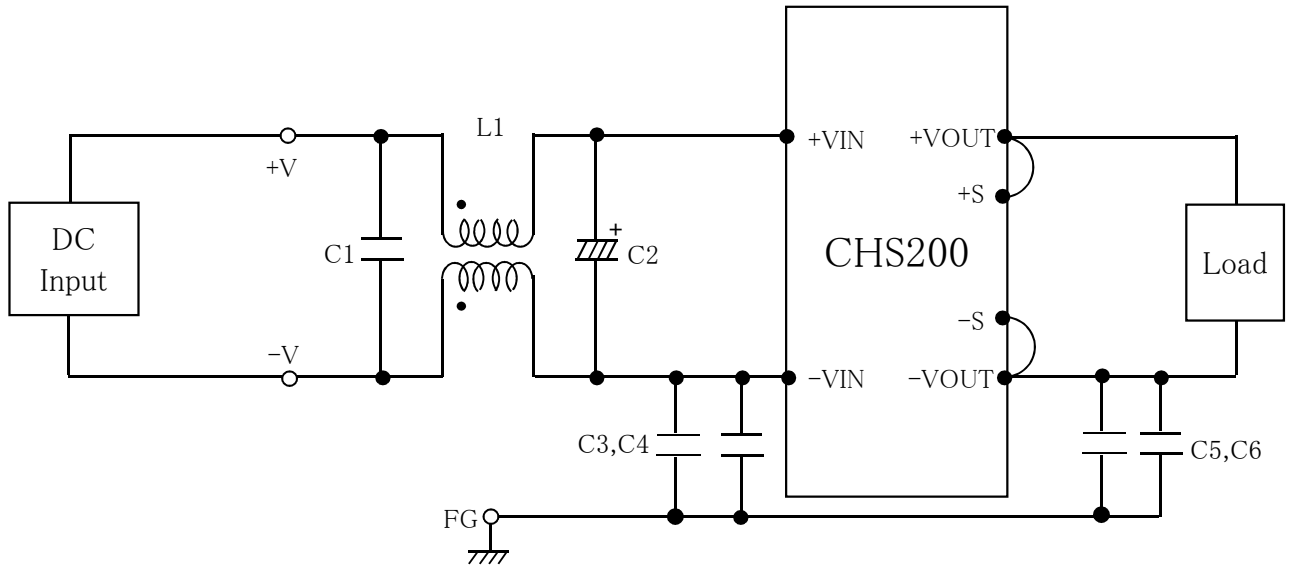 L1
+V
+VIN
+VOUT
+S
DC
Input
C1
+
C2
CHS200
Load
−S
−V
−VIN
−VOUT
C3,C4
C5,C6
FG